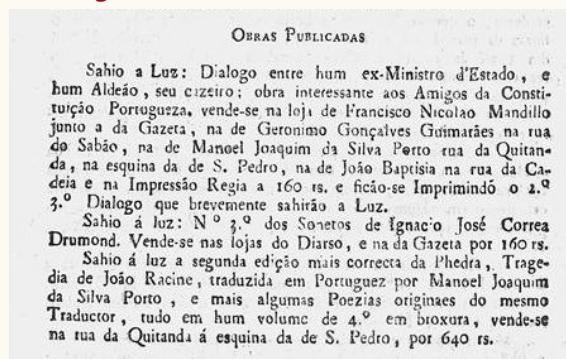 OBRAS PUBLICADAS
Sahio a Luz: Dialogo entre hum ex-Ministro d'Estado, e
hum Aldeão, seu cazeiro; obra interessante aos Amigos da Consti-
tuição Portugueza. vende-se na loja de Francisco Nicolao Mandillo
junto a da Gazeta, na de Geronimo Gonçalves Guimarães na rua
do Sabão, na de Manoel Joaquim da Silva Porto rua da Quitan-
da, na esquina da de S. Pedro, na de João Baptisia na rua da Ca-
deia e na Impressão Regia a 160 rs. e ficão-se Imprimindó o 2.º
3.º Dialogo que brevemente sahirão a Luz.
Sahio á luz: Nº 3.º dos Sonetos de Ignacio José Correa
Drumond. Vende-se nas lojas do Diarso, e na da Gazeta por 160 rs.
Sahio á luz a segunda edição mais correcta da Phedra, Trage-
dia de João Racine, traduzida em Portuguez por Manoel Joaquim
da Silva Porto, e mais algumas Poezias originaes do mesmo
Traductor, tudo em hum volume de 4.º em broxura, vende-se
na rua da Quitanda á esquina da de S. Pedro, por 640 rs.